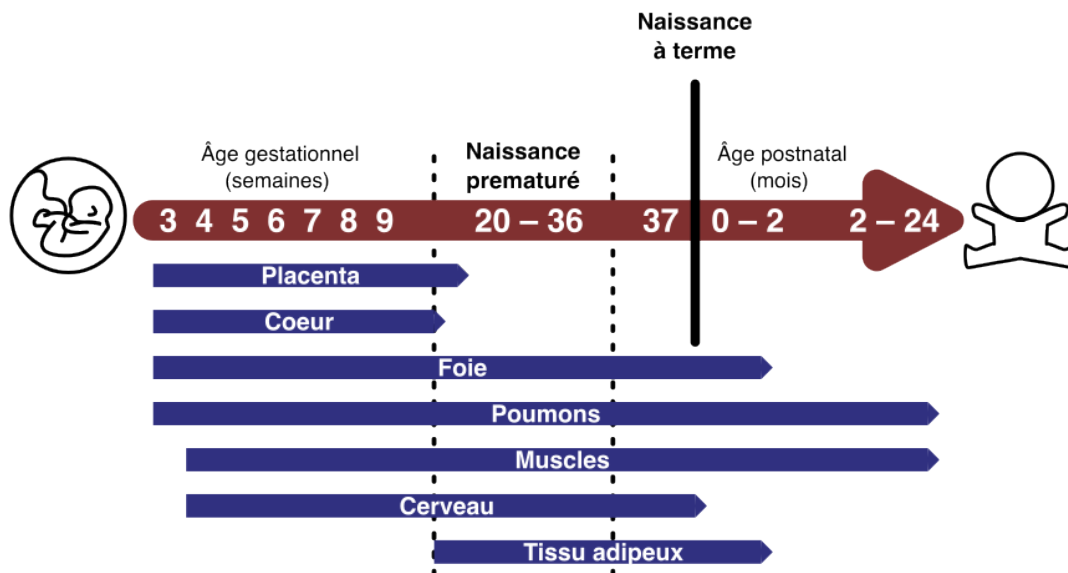 Naissance
à terme
Âge gestationnel
(semaines)
Naissance
prematuré
Âge postnatal
(mois)
3 4 5 6 7 8 9 20 – 36 37 0 – 2 2 – 24
Placenta
Coeur
Foie
Poumons
Muscles
Cerveau
Tissu adipeux